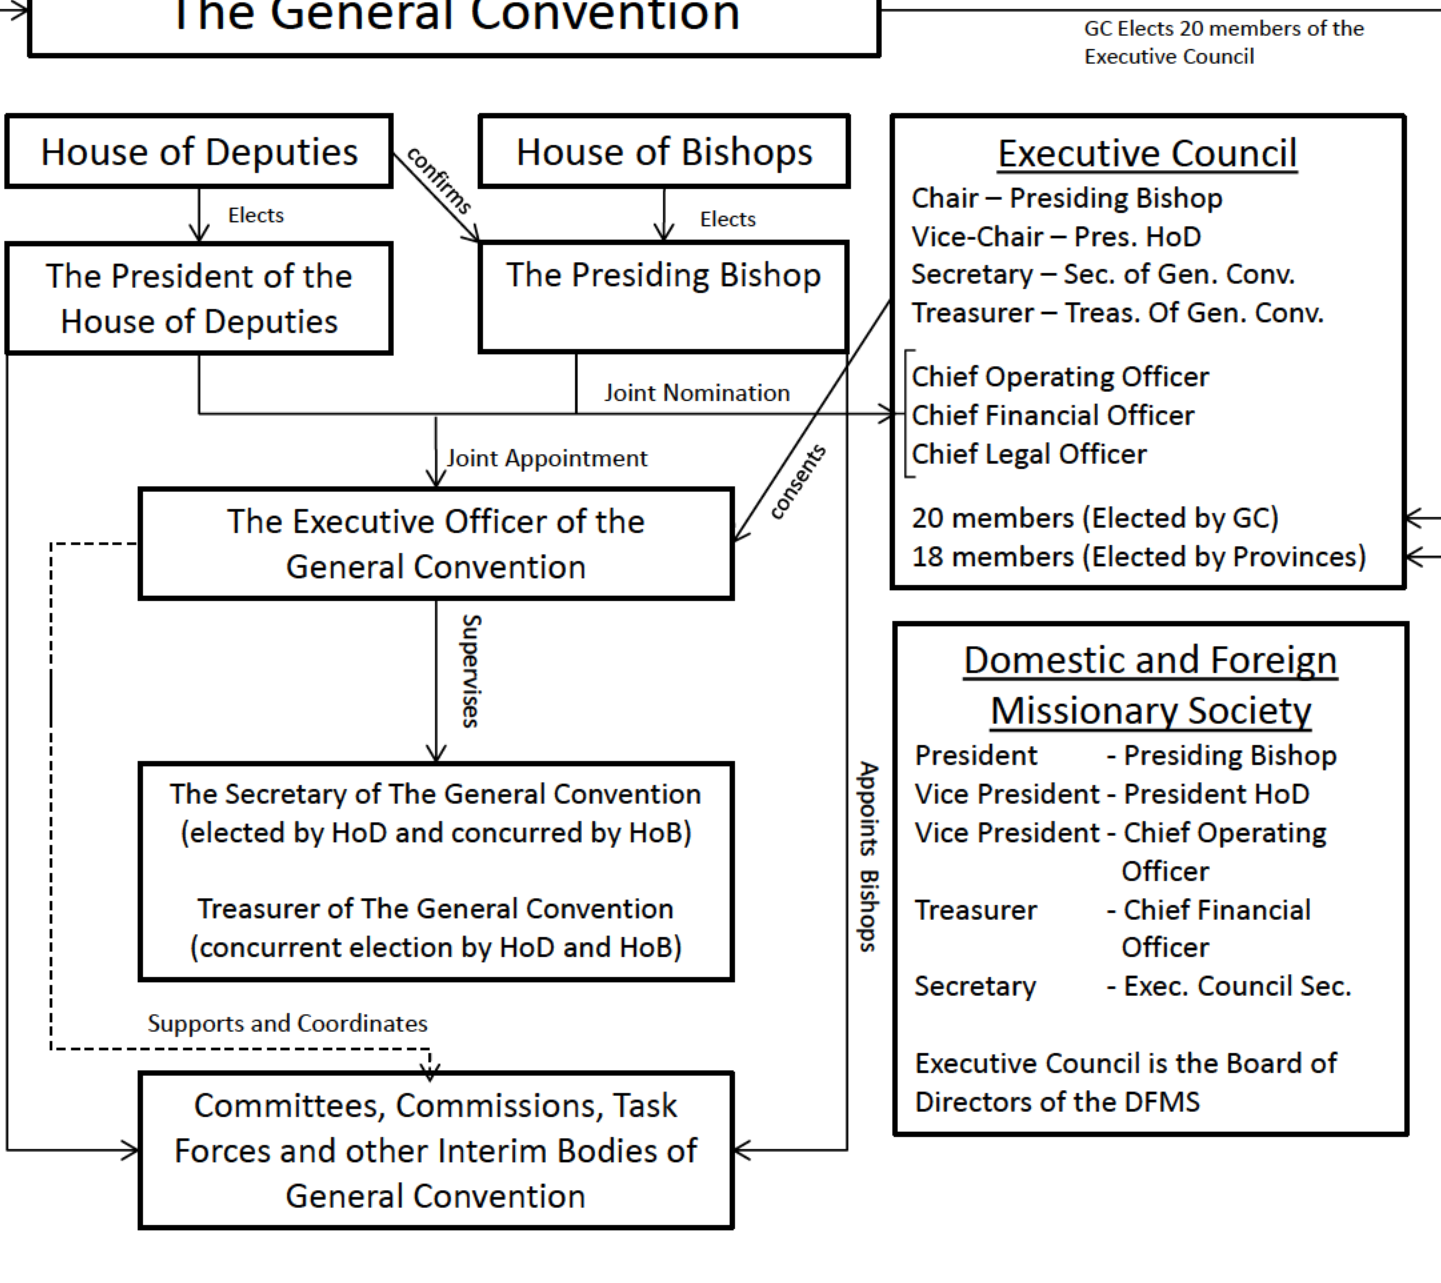 The General Convention
GC Elects 20 members of the
Executive Council
House of Deputies
confirms
House of Bishops
Elects
Elects
The President of the
House of Deputies
The Presiding Bishop
Joint Nomination
Joint Appointment
consents
The Executive Officer of the
General Convention
Supervises
The Secretary of The General Convention
(elected by HoD and concurred by HoB)
Treasurer of The General Convention
(concurrent election by HoD and HoB)
Appoints Bishops
Supports and Coordinates
Committees, Commissions, Task
Forces and other Interim Bodies of
General Convention
Executive Council
Chair – Presiding Bishop
Vice-Chair – Pres. HoD
Secretary – Sec. of Gen. Conv.
Treasurer – Treas. Of Gen. Conv.
Chief Operating Officer
Chief Financial Officer
Chief Legal Officer
20 members (Elected by GC)
18 members (Elected by Provinces)
Domestic and Foreign
Missionary Society
President - Presiding Bishop
Vice President - President HoD
Vice President - Chief Operating
Officer
Treasurer - Chief Financial
Officer
Secretary - Exec. Council Sec.
Executive Council is the Board of
Directors of the DFMS